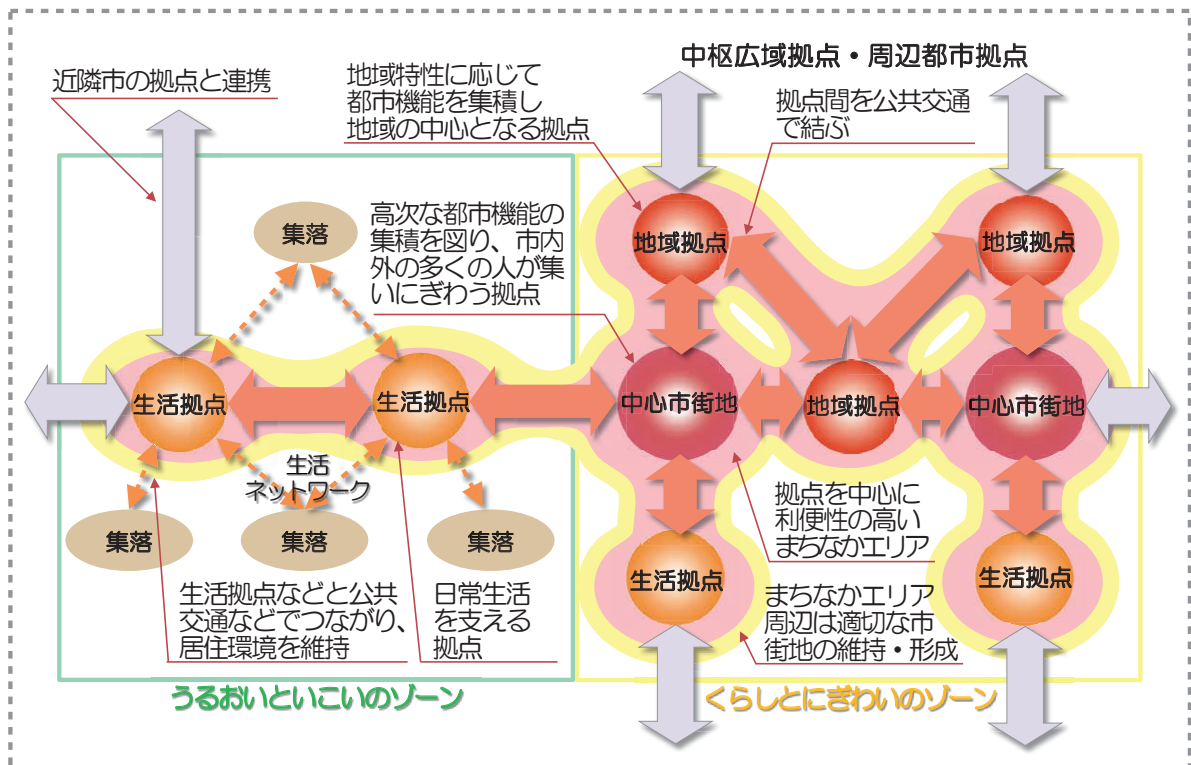 中枢広域拠点・周辺都市拠点
近隣市の拠点と連携
地域特性に応じて
都市機能を集積し
地域の中心となる拠点
拠点間を公共交通
で結ぶ
高次な都市機能の
集積を図り、市内
外の多くの人が集
いにぎわう拠点
集落
地域拠点
地域拠点
生活拠点
生活拠点
中心市街地
地域拠点
中心市街地
生活
ネットワーク
集落
集落
集落
拠点を中心に
利便性の高い
まちなかエリア
生活拠点
生活拠点
生活拠点などと公共
交通などでつながり、
居住環境を維持
日常生活
を支える
拠点
まちなかエリア
周辺は適切な市
街地の維持・形成
うるおいといこいのゾーン
くらしとにぎわいのゾーン